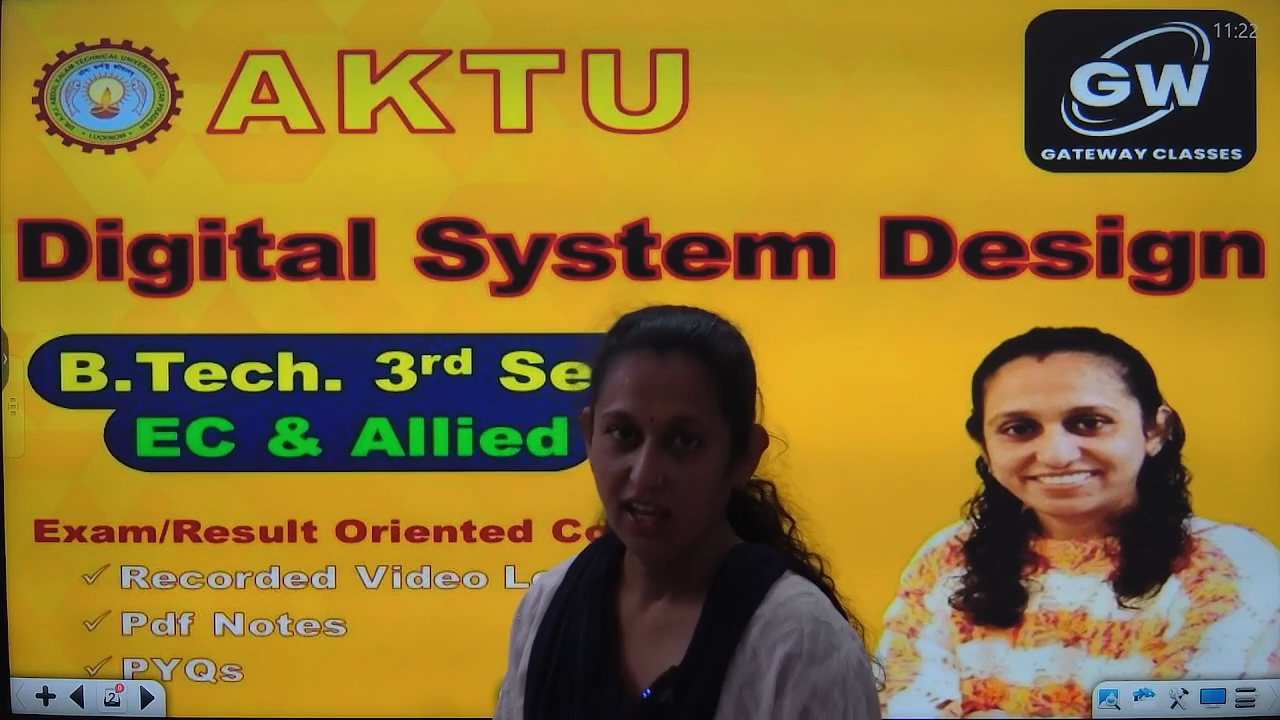 AKTU
11:22
GW
GATEWAY CLASSES
Digital System Design
B.Tech. 3rd Se
EC & Allied
Exam/Result Oriented Co
✓ Recorded Video Le
✓ Pdf Notes
✓ PYQs
2